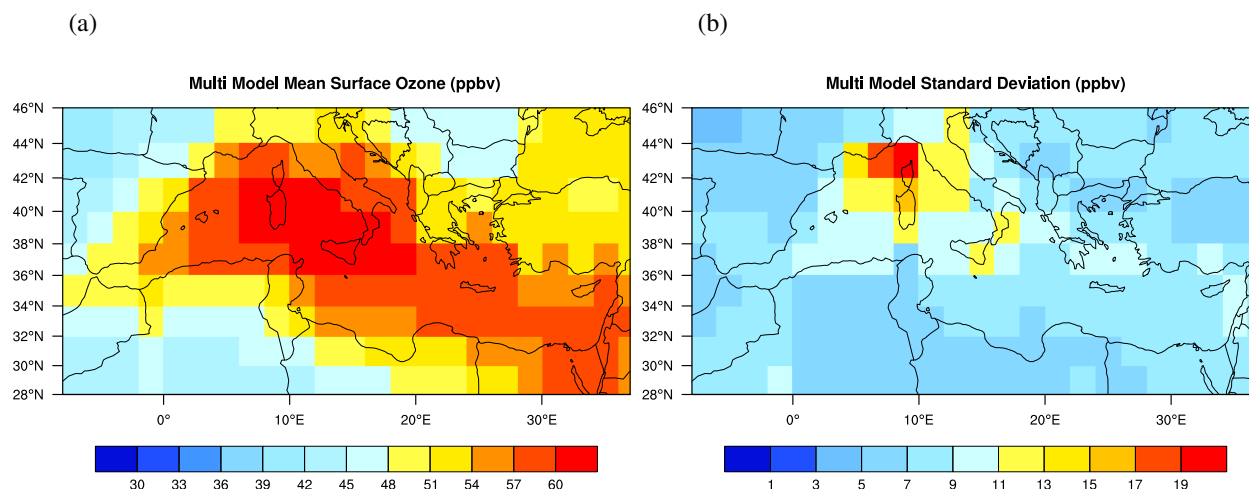 (a)
(b)
Multi Model Mean Surface Ozone (ppbv)
Multi Model Standard Deviation (ppbv)
46°N
44°N
42°N
40°N
38°N
36°N
34°N
32°N
30°N
28°N
0°
10°E
20°E
30°E
30 33 36 39 42 45 48 51 54 57 60
46°N
44°N
42°N
40°N
38°N
36°N
34°N
32°N
30°N
28°N
0°
10°E
20°E
30°E
1 3 5 7 9 11 13 15 17 19